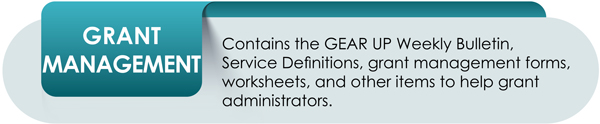 GRANT
MANAGEMENT
Contains the GEAR UP Weekly Bulletin,
Service Definitions, grant management forms,
worksheets, and other items to help grant
administrators.